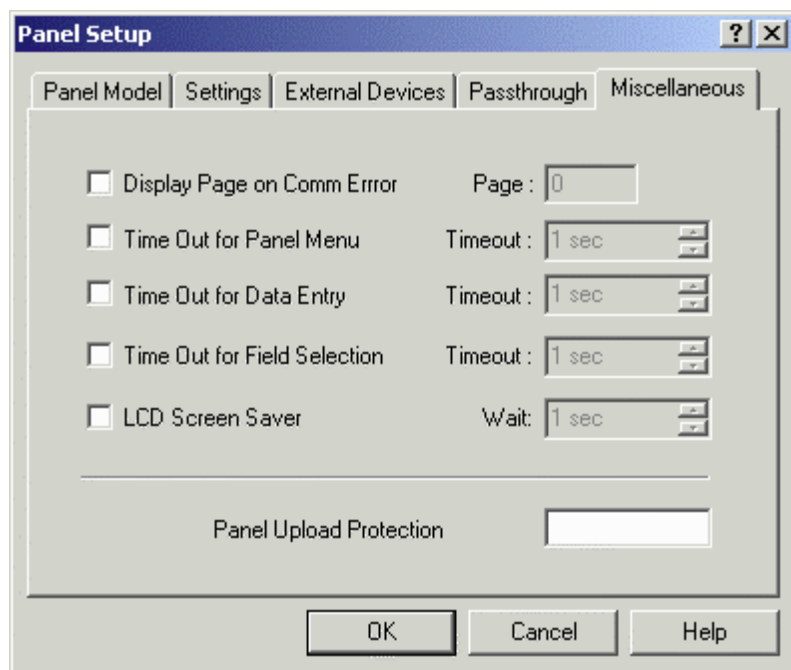 Panel Setup
Panel Model Settings External Devices Passthrough Miscellaneous
Display Page on Comm Errror Page : 0
Time Out for Panel Menu Timeout : 1 sec
Time Out for Data Entry Timeout : 1 sec
Time Out for Field Selection Timeout : 1 sec
LCD Screen Saver Wait: 1 sec
Panel Upload Protection
OK Cancel Help